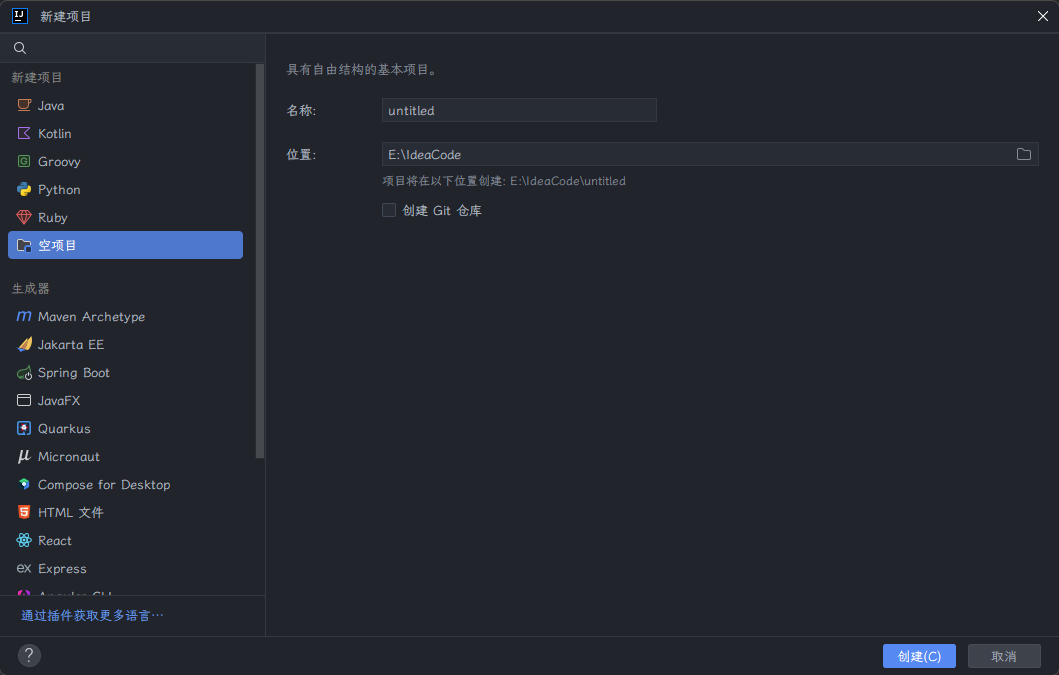 新建项目
新建项目
Java
Kotlin
Groovy
Python
Ruby
空项目
生成器
Maven Archetype
Jakarta EE
Spring Boot
JavaFX
Quarkus
Micronaut
Compose for Desktop
HTML 文件
React
Express
通过插件获取更多语言…
具有自由结构的基本项目。
名称: untitled
位置: E:\IdeaCode
项目将在以下位置创建: E:\IdeaCode\untitled
创建 Git 仓库
? 创建(C) 取消